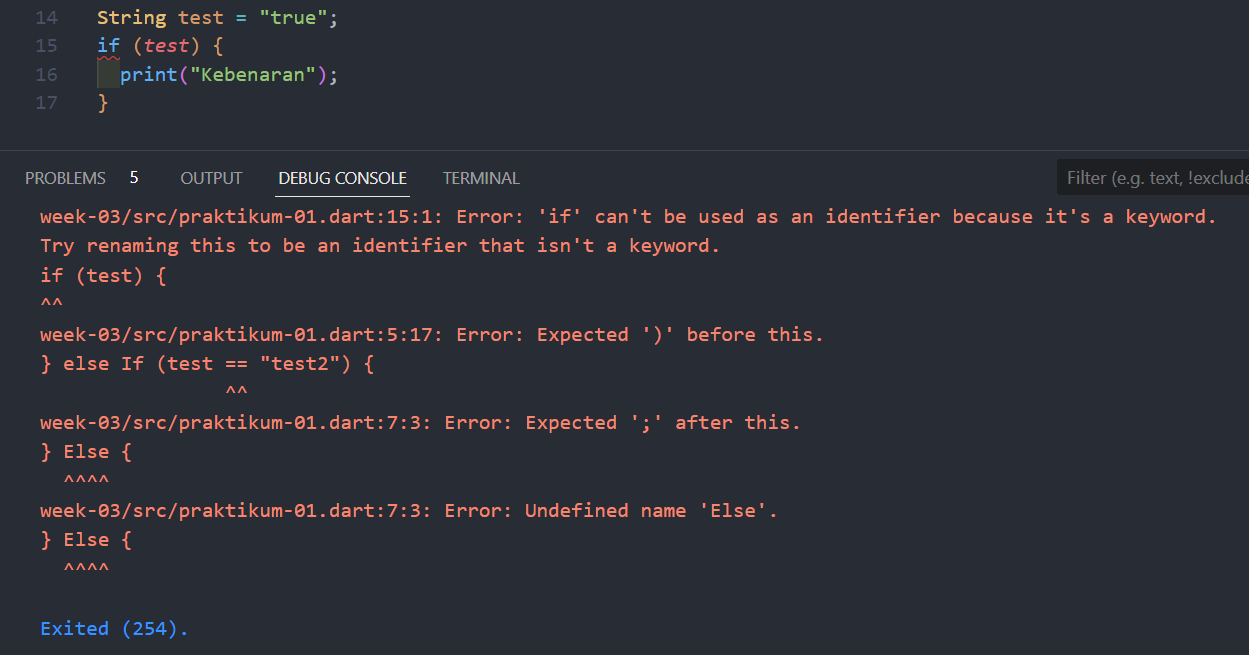 14 String test = "true";
15 if (test) {
16 print("Kebenaran");
17 }
PROBLEMS 5 OUTPUT DEBUG CONSOLE TERMINAL Filter (e.g. text, !exclude
week-03/src/praktikum-01.dart:15:1: Error: 'if' can't be used as an identifier because it's a keyword.
Try renaming this to be an identifier that isn't a keyword.
if (test) {
^^
week-03/src/praktikum-01.dart:5:17: Error: Expected ')' before this.
} else If (test == "test2") {
^^
week-03/src/praktikum-01.dart:7:3: Error: Expected ';' after this.
} Else {
^^^^
week-03/src/praktikum-01.dart:7:3: Error: Undefined name 'Else'.
} Else {
^^^^
Exited (254).